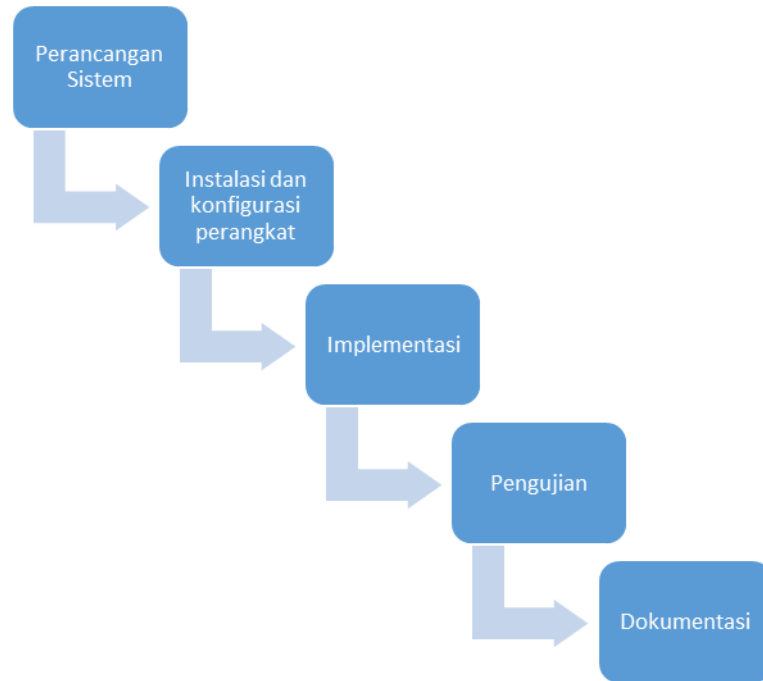 Perancangan
Sistem
Instalasi dan
konfigurasi
perangkat
Implementasi
Pengujian
Dokumentasi